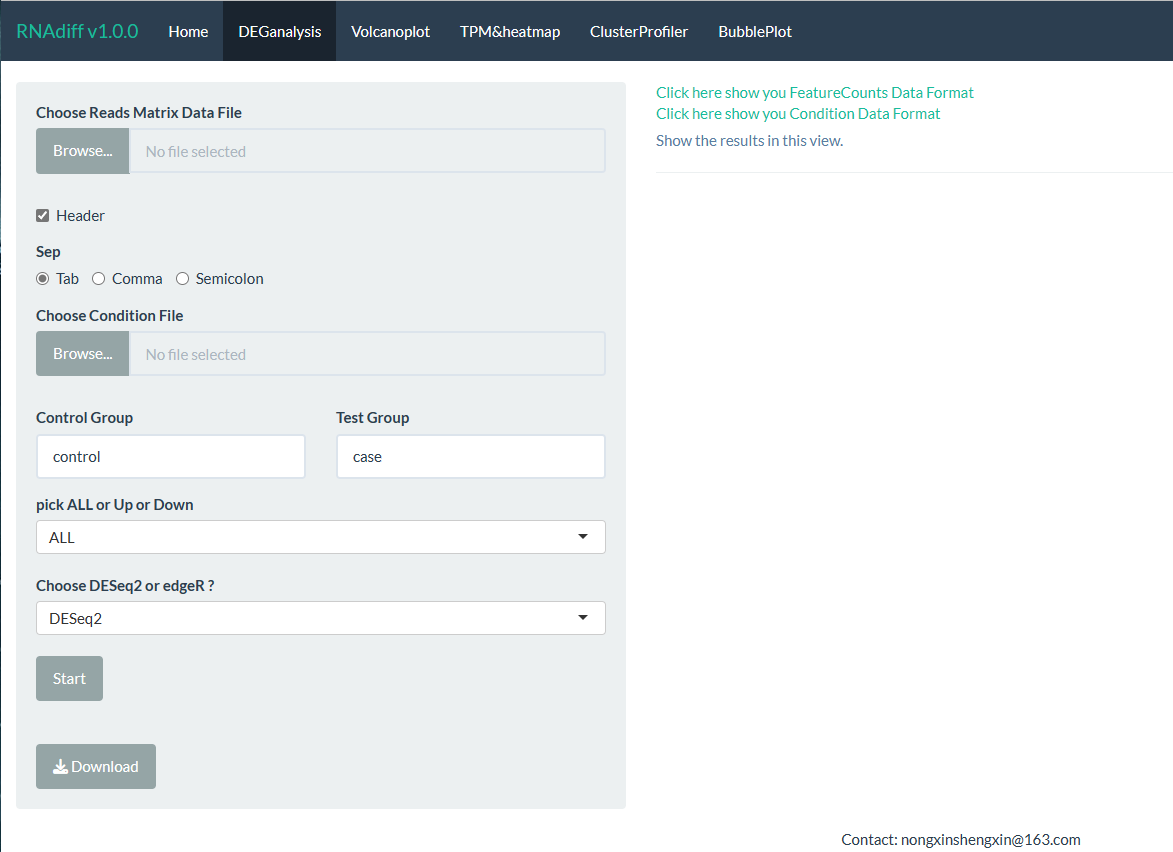 RNAdiff v1.0.0 Home DEGanalysis Volcanoplot TPM&heatmap ClusterProfiler BubblePlot
Choose Reads Matrix Data File
Browse... No file selected
Header
Sep
Tab Comma Semicolon
Choose Condition File
Browse... No file selected
Control Group Test Group
control case
pick ALL or Up or Down
ALL
Choose DESeq2 or edgeR ?
DESeq2
Start
Download
Click here show you FeatureCounts Data Format
Click here show you Condition Data Format
Show the results in this view.
Contact: nongxinshengxin@163.com